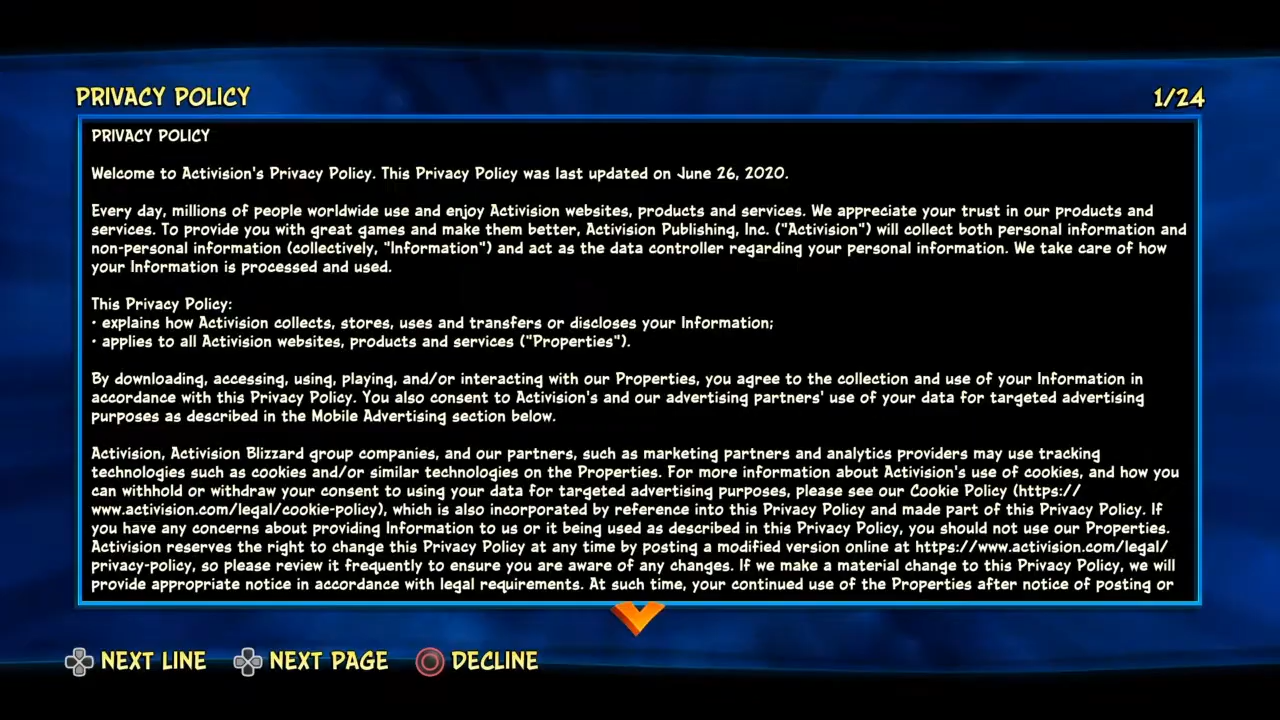 PRIVACY POLICY
1/24
PRIVACY POLICY
Welcome to Activision's Privacy Policy. This Privacy Policy was last updated on June 26, 2020.
Every day, millions of people worldwide use and enjoy Activision websites, products and services. We appreciate your trust in our products and
services. To provide you with great games and make them better, Activision Publishing, Inc. ("Activision") will collect both personal information and
non-personal information (collectively, "Information") and act as the data controller regarding your personal information. We take care of how
your Information is processed and used.
This Privacy Policy:
• explains how Activision collects, stores, uses and transfers or discloses your Information;
• applies to all Activision websites, products and services ("Properties").
By downloading, accessing, using, playing, and/or interacting with our Properties, you agree to the collection and use of your Information in
accordance with this Privacy Policy. You also consent to Activision's and our advertising partners' use of your data for targeted advertising
purposes as described in the Mobile Advertising section below.
Activision, Activision Blizzard group companies, and our partners, such as marketing partners and analytics providers may use tracking
technologies such as cookies and/or similar technologies on the Properties. For more information about Activision's use of cookies, and how you
can withhold or withdraw your consent to using your data for targeted advertising purposes, please see our Cookie Policy (https://
www.activision.com/legal/cookie-policy), which is also incorporated by reference into this Privacy Policy and made part of this Privacy Policy. If
you have any concerns about providing Information to us or it being used as described in this Privacy Policy, you should not use our Properties.
Activision reserves the right to change this Privacy Policy at any time by posting a modified version online at https://www.activision.com/legal/
privacy-policy, so please review it frequently to ensure you are aware of any changes. If we make a material change to this Privacy Policy, we will
provide appropriate notice in accordance with legal requirements. At such time, your continued use of the Properties after notice of posting or
NEXT LINE
NEXT PAGE
DECLINE